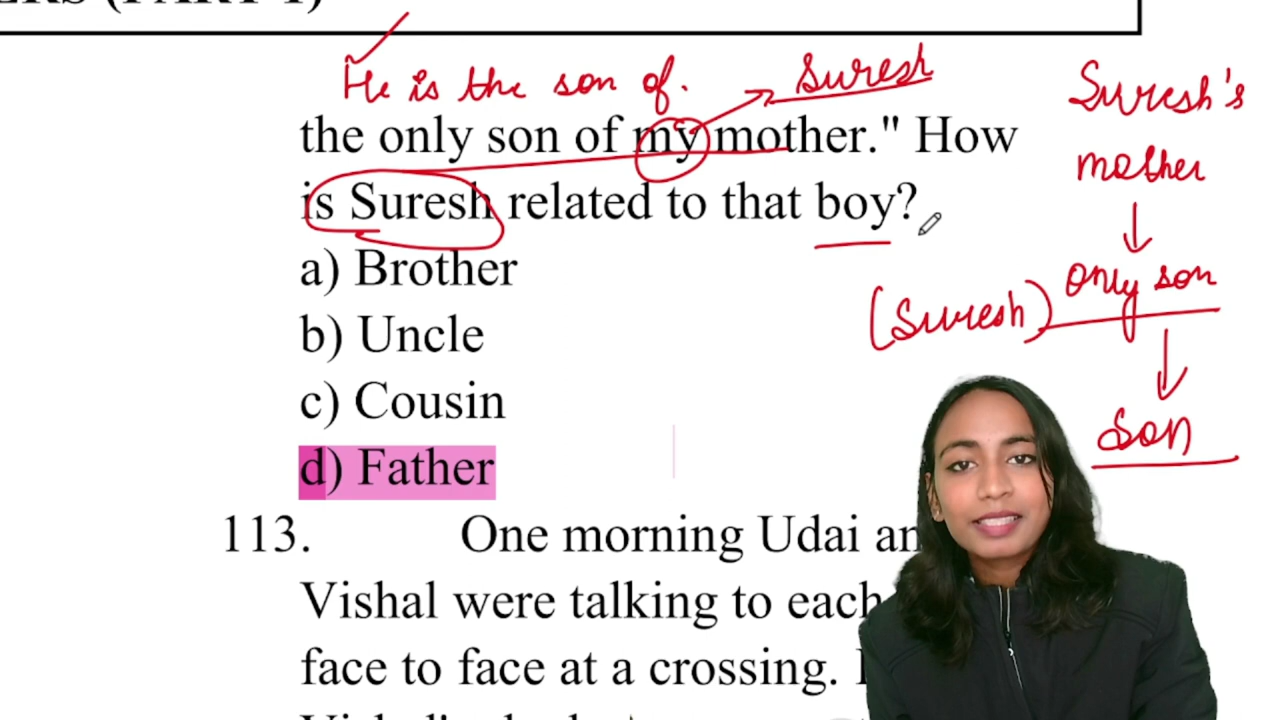 He is the son of.
Suresh
the only son of my mother." How
is Suresh related to that boy?
a) Brother
b) Uncle
c) Cousin
d) Father
113. One morning Udai
Vishal were talking to each
face to face at a crossing.
Suresh's
mother
only son
(Suresh)
son